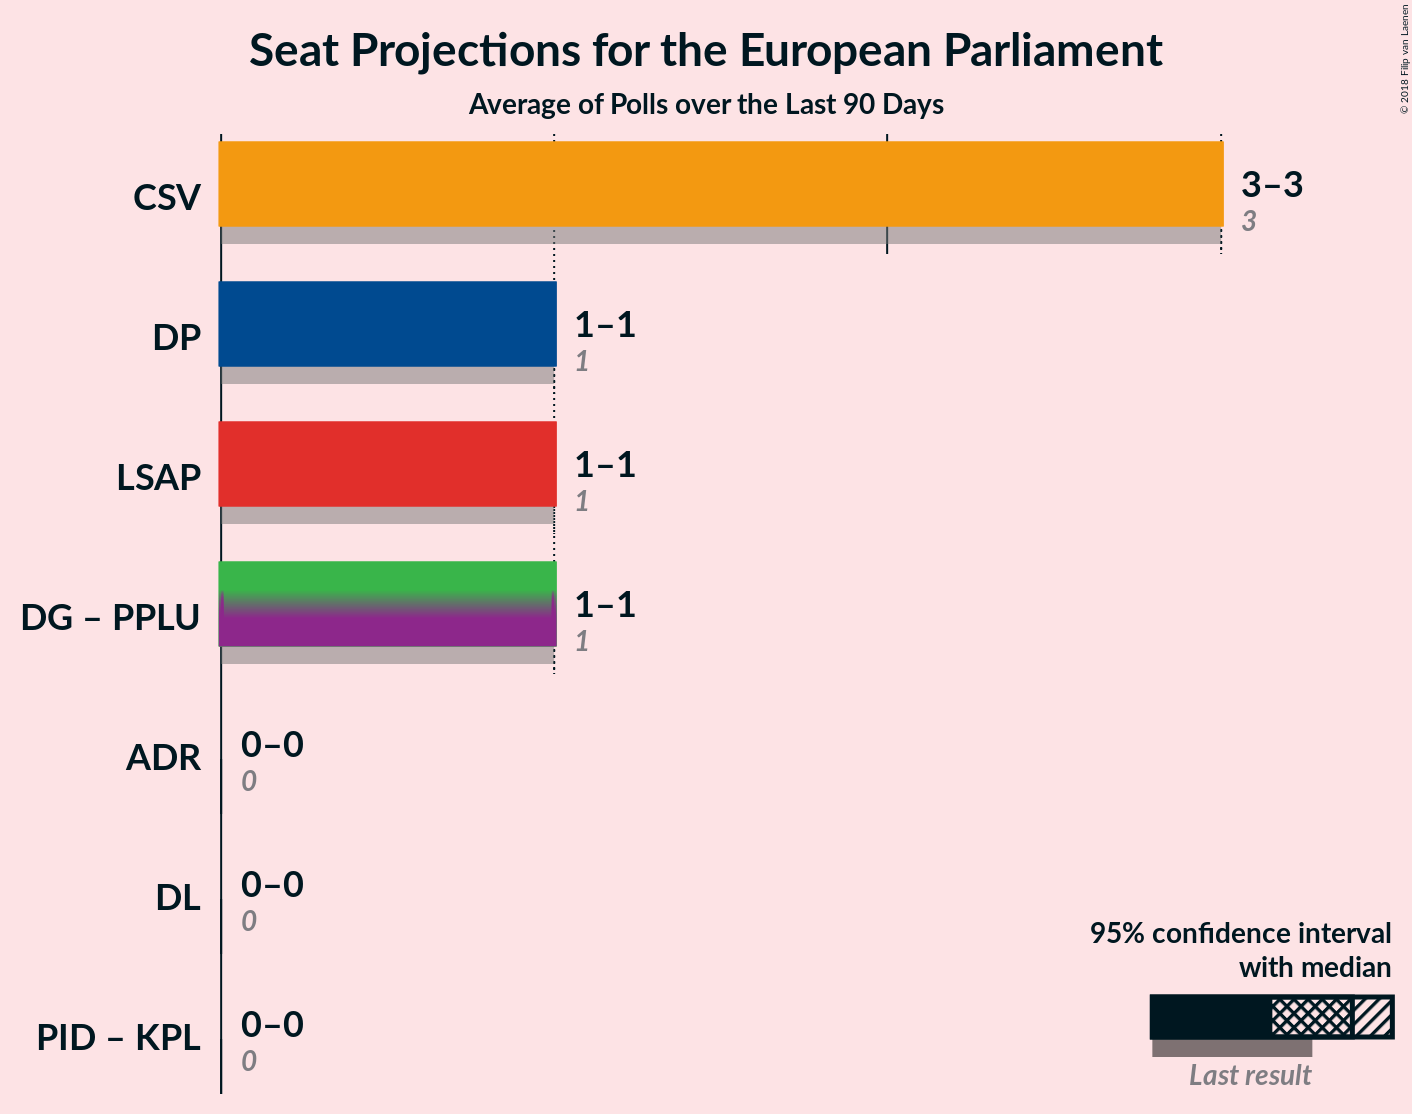 Seat Projections for the European Parliament
Average of Polls over the Last 90 Days
© 2018 Filip van Laenen
CSV
3–3
3
DP
1–1
1
LSAP
1–1
1
DG – PPLU
1–1
1
ADR
0–0
0
DL
0–0
0
PID – KPL
0–0
0
95% confidence interval
with median
Last result